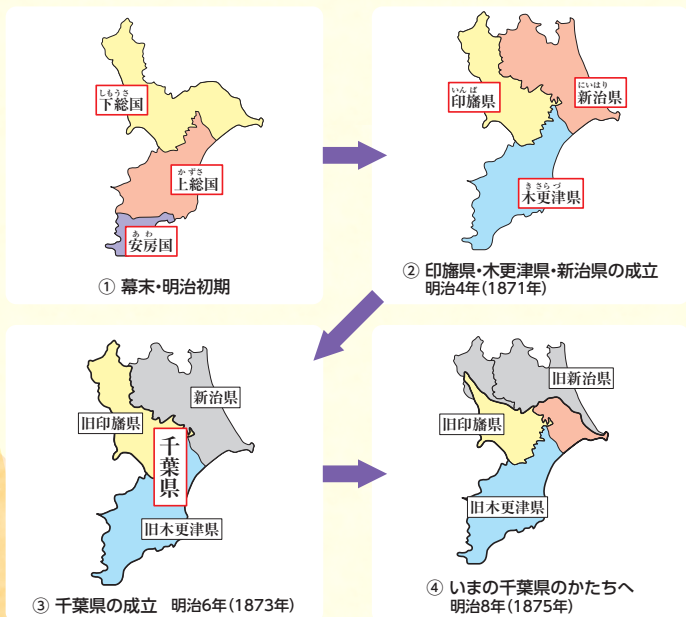 しもうさ
下総国
かずさ
上総国
あわ
安房国
① 幕末・明治初期
いんば
印旛県
にいはり
新治県
きさらづ
木更津県
② 印旛県・木更津県・新治県の成立
明治4年(1871年)
新治県
旧印旛県
千葉県
旧木更津県
③ 千葉県の成立 明治6年(1873年)
旧新治県
旧印旛県
旧木更津県
④ いまの千葉県のかたちへ
明治8年(1875年)